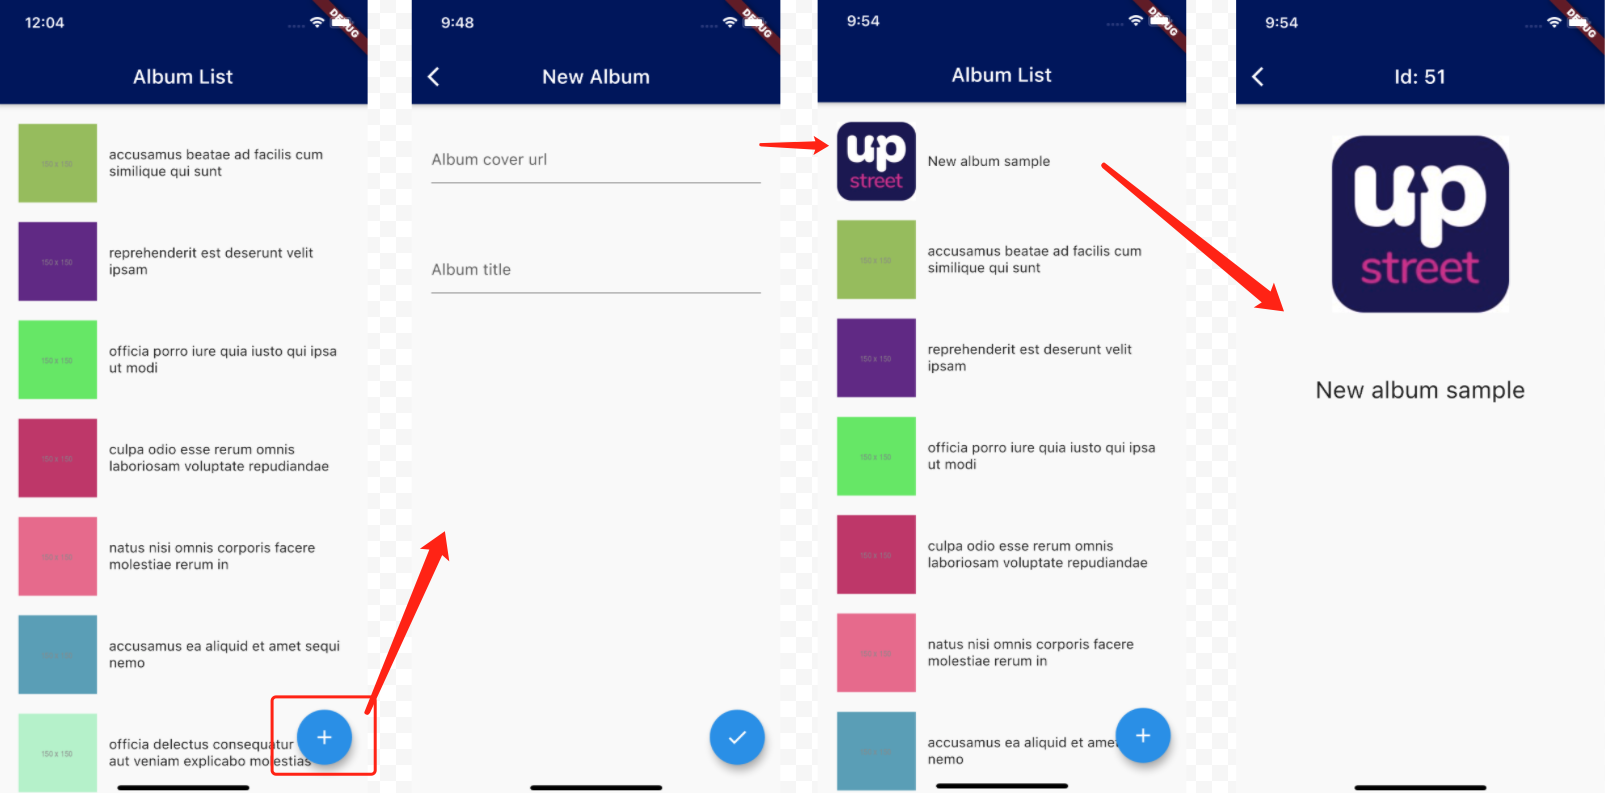 12:04
DEBUG
Album List
150 x 150
accusamus beatae ad facilis cum
similique qui sunt
150 x 150
reprehenderit est deserunt velit
ipsam
150 x 150
officia porro iure quia iusto qui ipsa
ut modi
150 x 150
culpa odio esse rerum omnis
laboriosam voluptate repudiandae
150 x 150
natus nisi omnis corporis facere
molestiae rerum in
accusamus ea aliquid et amet sequi
nemo
150 x 150
officia delectus consequatur
aut veniam explicabo molestias
9:48
DEBUG
New Album
Album cover url
Album title
9:54
DEBUG
Album List
up
street
New album sample
150 x 150
accusamus beatae ad facilis cum
similique qui sunt
150 x 150
reprehenderit est deserunt velit
ipsam
150 x 150
officia porro iure quia iusto qui ipsa
ut modi
150 x 150
culpa odio esse rerum omnis
laboriosam voluptate repudiandae
150 x 150
natus nisi omnis corporis facere
molestiae rerum in
accusamus ea aliquid et ame
nemo
9:54
DEBUG
Id: 51
up
street
New album sample